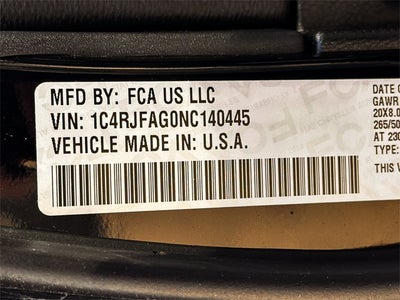 MFD BY: FCA US LLC
VIN: 1C4RJFAG0NC140445
VEHICLE MADE IN: U.S.A.
DATE O
GAWR
20X8.0
265/50
AT 230
TYPE:
THIS V